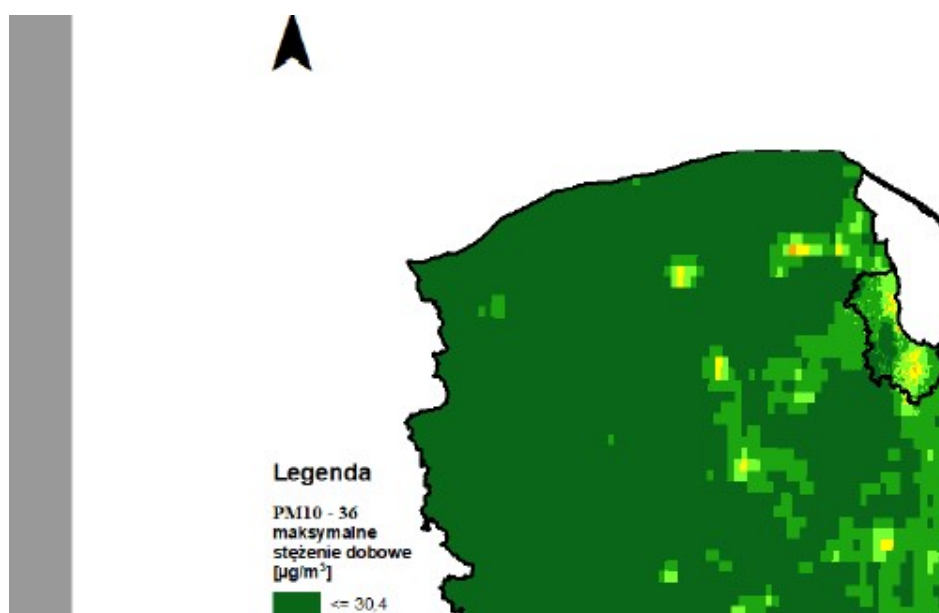 Legenda
PM10 - 36
maksymalne
stężenie dobowe
[µg/m³]
<= 30,4